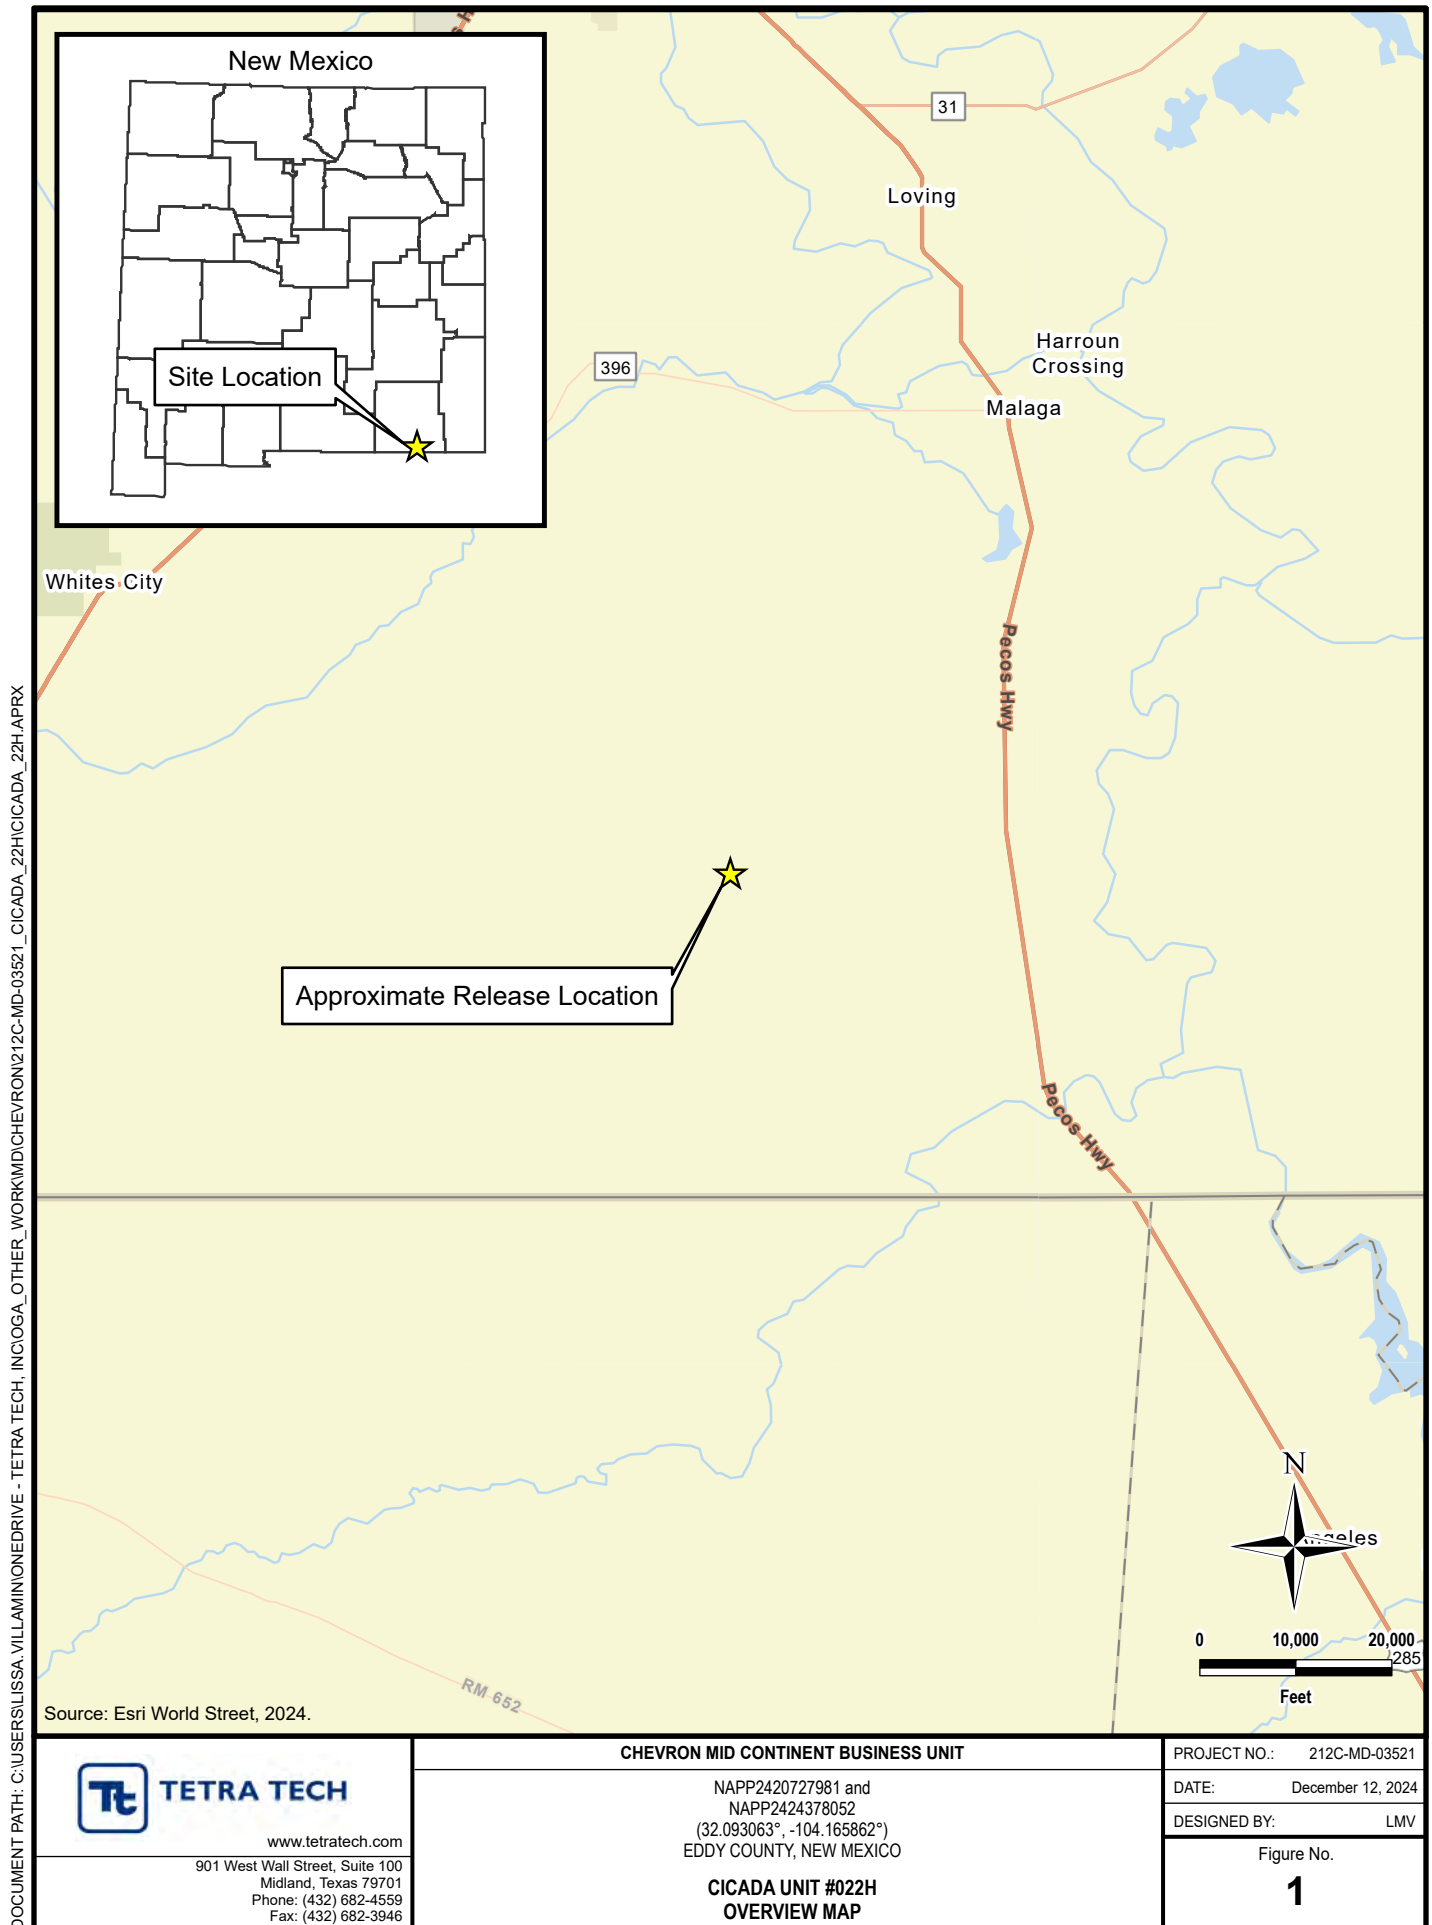 New Mexico
Site Location
31
Loving
Harroun
Crossing
396
Malaga
Whites City
Pecos Hwy
Approximate Release Location
Pecos Hwy
N
0 10,000 20,000
285
Feet
RM 652
Source: Esri World Street, 2024.
DOCUMENT PATH: C:\USERS\LISSA.VILLAMIN\ONEDRIVE - TETRA TECH, INC\OGA_OTHER_WORK\MD\CHEVRON\212C-MD-03521_CICADA_22H\CICADA_22H.APRX
Tt TETRA TECH
www.tetratech.com
901 West Wall Street, Suite 100
Midland, Texas 79701
Phone: (432) 682-4559
Fax: (432) 682-3946
CHEVRON MID CONTINENT BUSINESS UNIT
NAPP2420727981 and
NAPP2424378052
(32.093063°, -104.165862°)
EDDY COUNTY, NEW MEXICO
CICADA UNIT #022H
OVERVIEW MAP
PROJECT NO.: 212C-MD-03521
DATE: December 12, 2024
DESIGNED BY: LMV
Figure No.
1